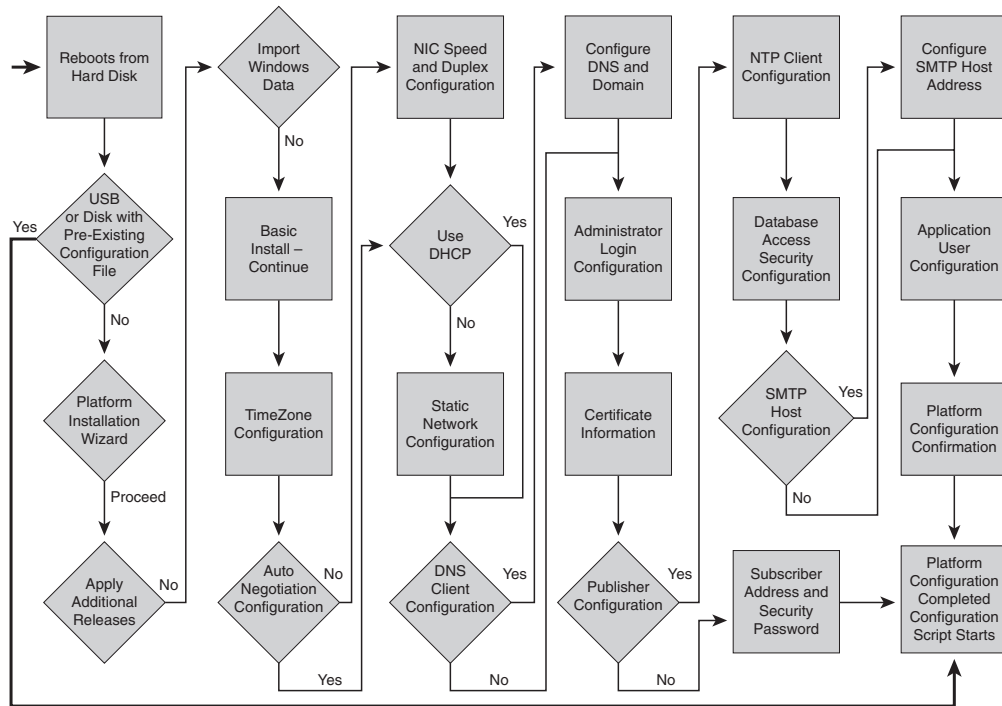 Reboots from
Hard Disk
USB
or Disk with
Pre-Existing
Configuration
File
Yes
No
Platform
Installation
Wizard
Proceed
Apply
Additional
Releases
No
Import
Windows
Data
No
Basic
Install –
Continue
TimeZone
Configuration
Auto
Negotiation
Configuration
No
Yes
NIC Speed
and Duplex
Configuration
Use
DHCP
Yes
No
Static
Network
Configuration
DNS
Client
Configuration
Yes
No
Configure
DNS and
Domain
Administrator
Login
Configuration
Certificate
Information
Publisher
Configuration
Yes
No
NTP Client
Configuration
Database
Access
Security
Configuration
SMTP
Host
Configuration
Yes
No
Subscriber
Address and
Security
Password
Configure
SMTP Host
Address
Application
User
Configuration
Platform
Configuration
Confirmation
Platform
Configuration
Completed
Configuration
Script Starts